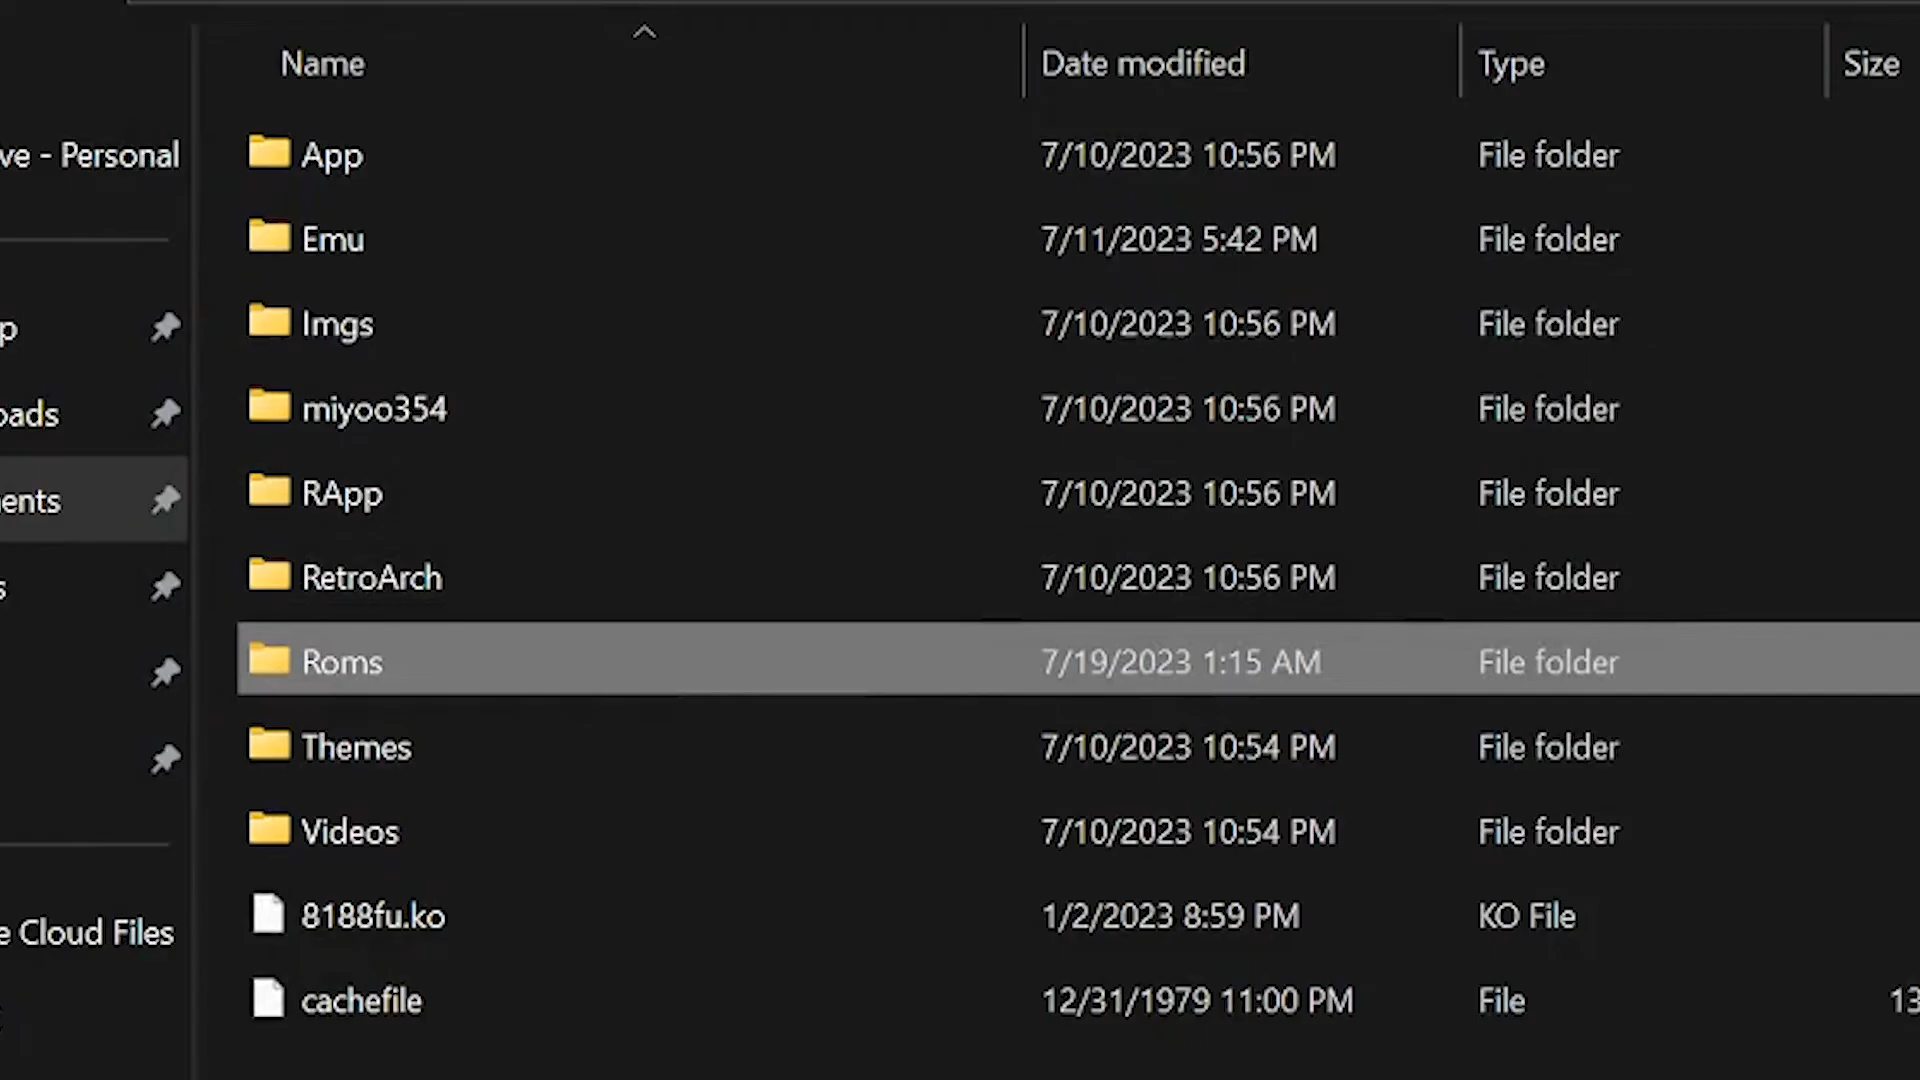 Name Date modified Type Size
ve - Personal App 7/10/2023 10:56 PM File folder
Emu 7/11/2023 5:42 PM File folder
p Imgs 7/10/2023 10:56 PM File folder
oads miyoo354 7/10/2023 10:56 PM File folder
ents RApp 7/10/2023 10:56 PM File folder
s RetroArch 7/10/2023 10:56 PM File folder
Roms 7/19/2023 1:15 AM File folder
Themes 7/10/2023 10:54 PM File folder
Videos 7/10/2023 10:54 PM File folder
e Cloud Files 8188fu.ko 1/2/2023 8:59 PM KO File
cachefile 12/31/1979 11:00 PM File 13